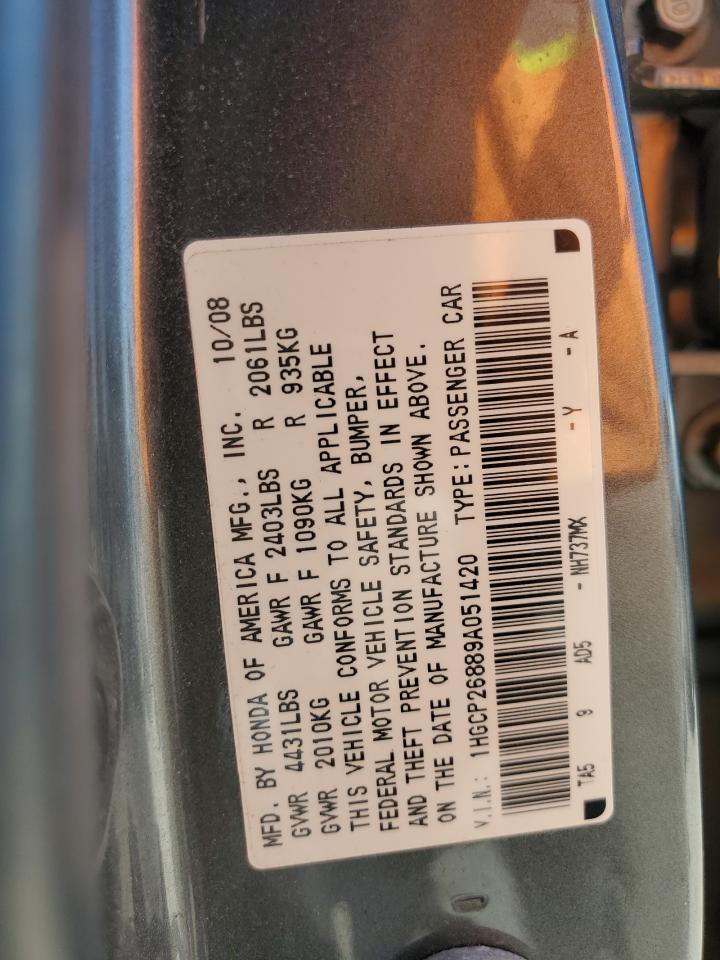 MFD. BY HONDA OF AMERICA MFG., INC. 10/08
GVWR 4431LBS GAWR F 2403LBS R 2061LBS
GVWR 2010KG GAWR F 1090KG R 935KG
THIS VEHICLE CONFORMS TO ALL APPLICABLE
FEDERAL MOTOR VEHICLE SAFETY, BUMPER,
AND THEFT PREVENTION STANDARDS IN EFFECT
ON THE DATE OF MANUFACTURE SHOWN ABOVE.
V.I.N.: 1HGCP26889A051420 TYPE:PASSENGER CAR
TA5 9 AD5 - NH737MX - Y - A